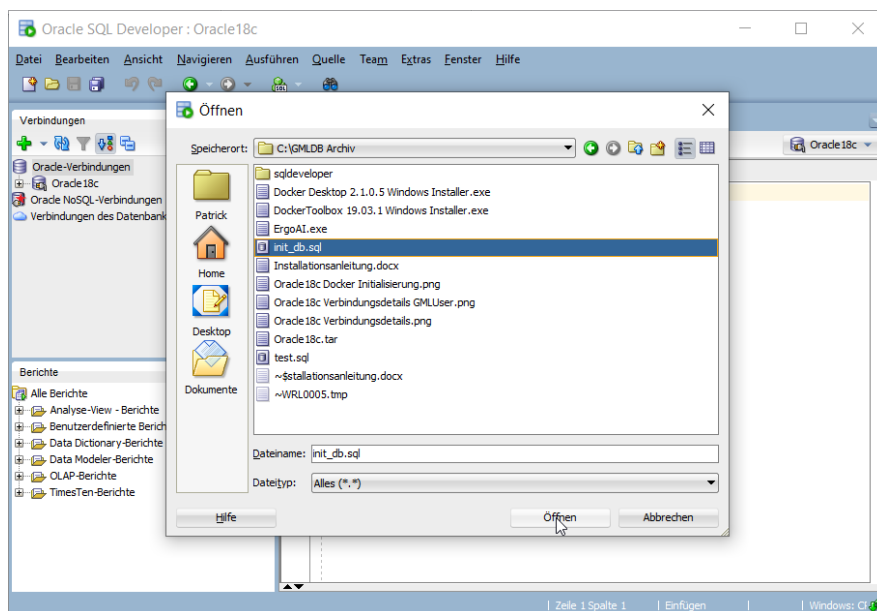 Oracle SQL Developer : Oracle18c
Datei Bearbeiten Ansicht Navigieren Ausführen Quelle Team Extras Fenster Hilfe
SQL
Verbindungen
Oracle-Verbindungen
Oracle18c
Oracle NoSQL-Verbindungen
Verbindungen des Datenbank
Berichte
Alle Berichte
Analyse-View - Berichte
Benutzerdefinierte Berich
Data Dictionary-Berichte
Data Modeler-Berichte
OLAP-Berichte
TimesTen-Berichte
Öffnen
Speicherort: C:\GMLDB Archiv
Patrick
Home
Desktop
Dokumente
sqldeveloper
Docker Desktop 2.1.0.5 Windows Installer.exe
DockerToolbox 19.03.1 Windows Installer.exe
ErgoAI.exe
init_db.sql
Installationsanleitung.docx
Oracle18c Docker Initialisierung.png
Oracle18c Verbindungsdetails GMLUser.png
Oracle18c Verbindungsdetails.png
Oracle18c.tar
test.sql
~$stallationsanleitung.docx
~WRL0005.tmp
Dateiname: init_db.sql
Dateityp: Alles (*.*)
Hilfe Öffnen Abbrechen
Oracle18c
Zeile 1 Spalte 1 Einfügen Windows: